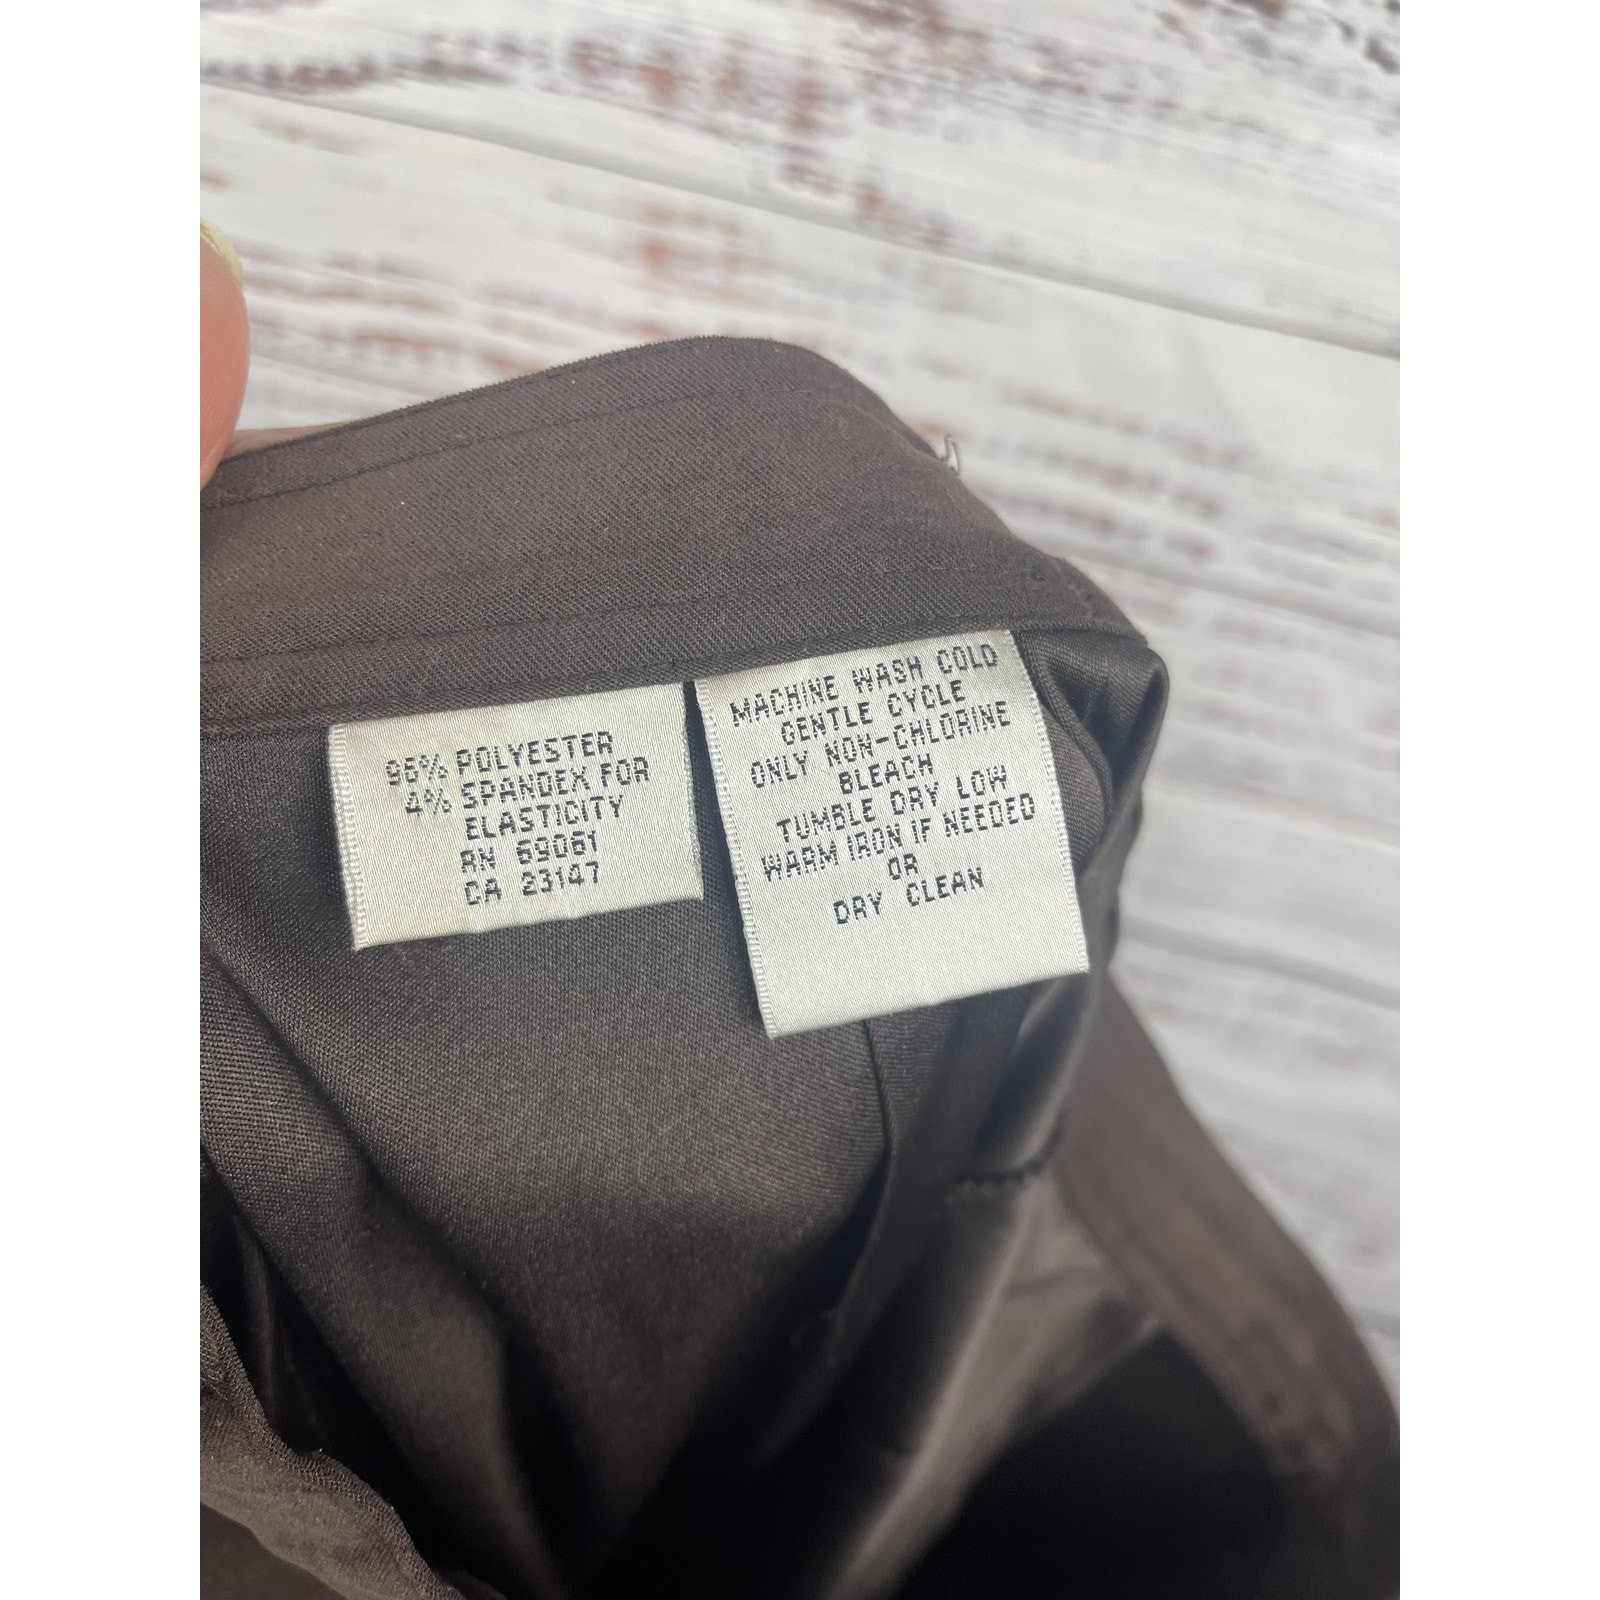 96% POLYESTER
4% SPANDEX FOR
ELASTICITY
RN 69061
CA 23147
MACHINE WASH COLD
GENTLE CYCLE
ONLY NON-CHLORINE
BLEACH
TUMBLE DRY LOW
WARM IRON IF NEEDED
OR
DRY CLEAN